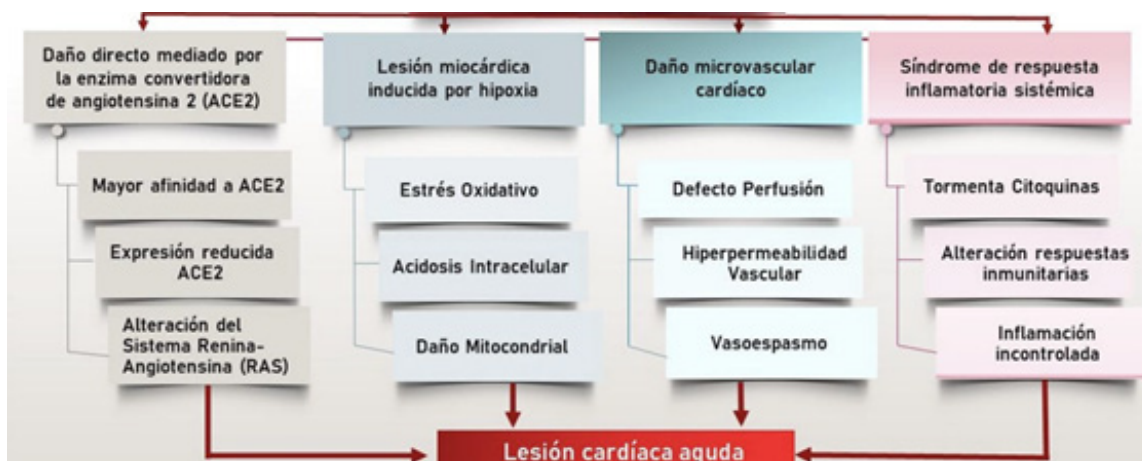 Daño directo mediado por
la enzima convertidora
de angiotensina 2 (ACE2)
Mayor afinidad a ACE2
Expresión reducida
ACE2
Alteración del
Sistema Renina-
Angiotensina (RAS)
Lesión miocárdica
inducida por hipoxia
Estrés Oxidativo
Acidosis Intracelular
Daño Mitocondrial
Daño microvascular
cardíaco
Defecto Perfusión
Hiperpermeabilidad
Vascular
Vasoespasmo
Síndrome de respuesta
inflamatoria sistémica
Tormenta Citoquinas
Alteración respuestas
inmunitarias
Inflamación
incontrolada
Lesión cardíaca aguda